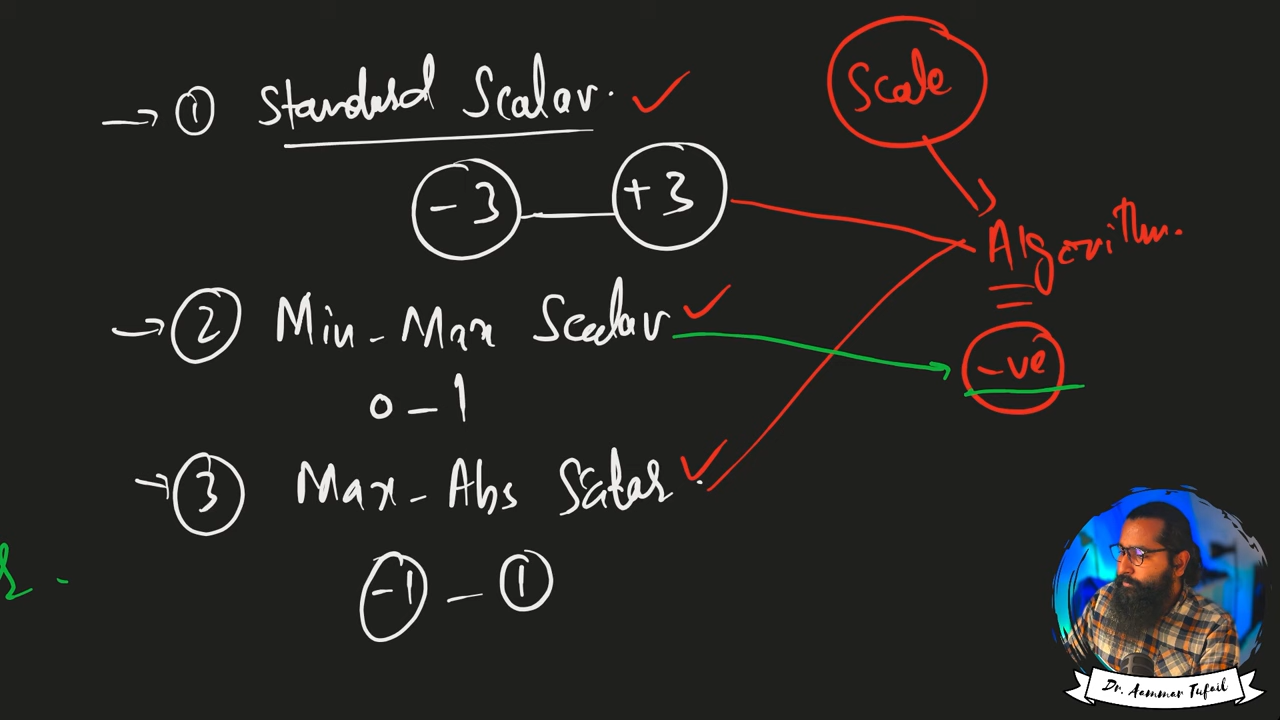 → ① Standard Scalar.
-3 — +3
→ ② Min-Max Scalar
0-1
→ ③ Max-Abs Scalar
-1 - 1
Scale
Algorithm.
-ve
Dr. Aammar Tufail